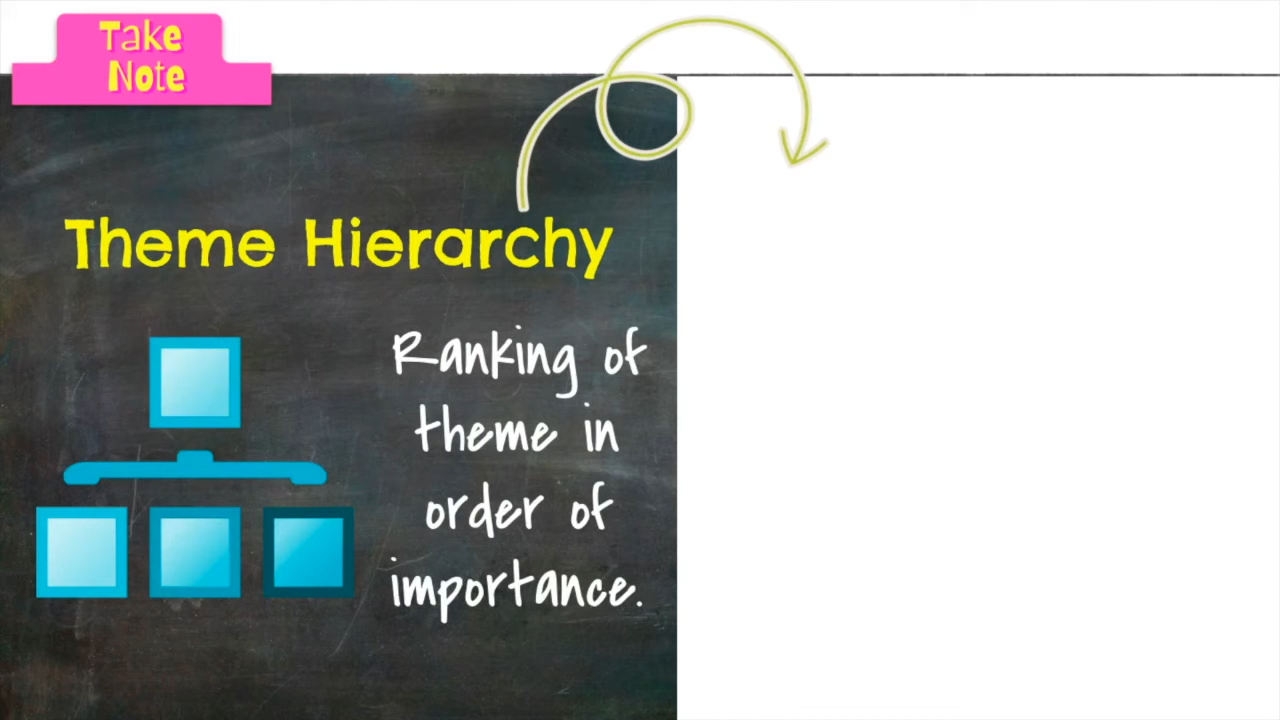 Take
Note
Theme Hierarchy
Ranking of
theme in
order of
importance.